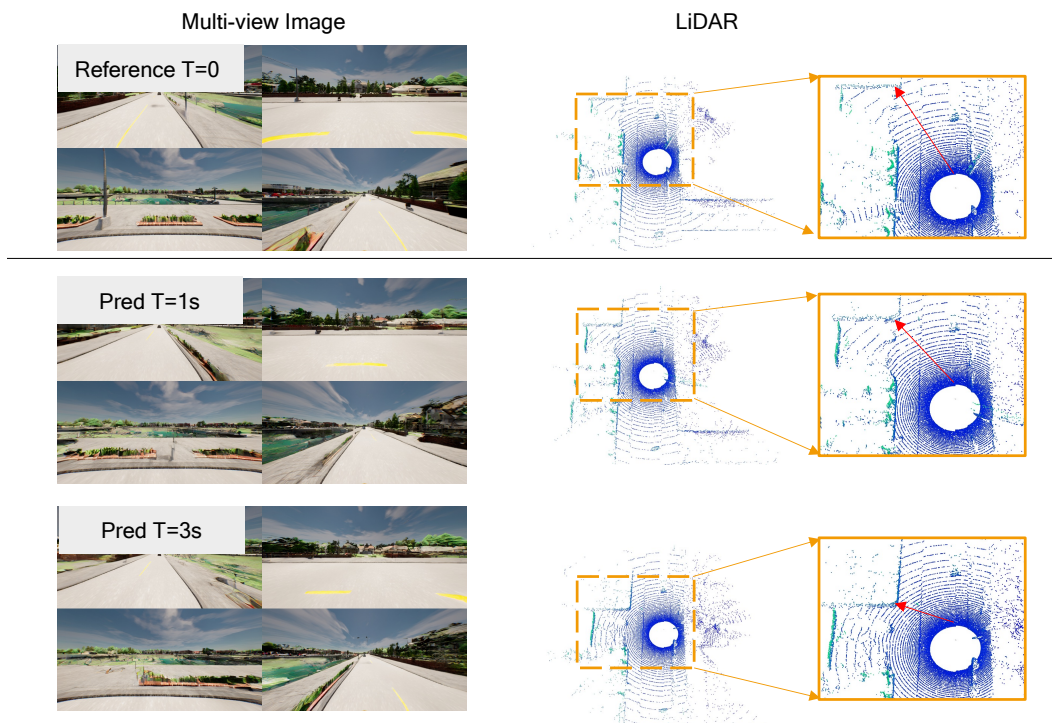 Multi-view Image
LiDAR
Reference T=0
Pred T=1s
Pred T=3s